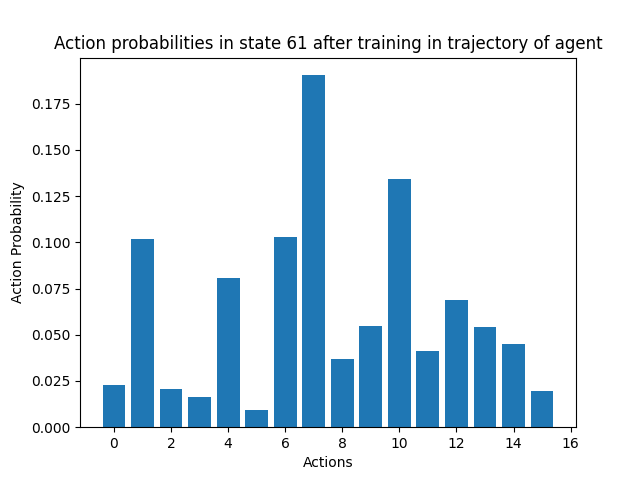 Action probabilities in state 61 after training in trajectory of agent
0.175
0.150
0.125
0.100
0.075
0.050
0.025
0.000
Action Probability
0 2 4 6 8 10 12 14 16
Actions